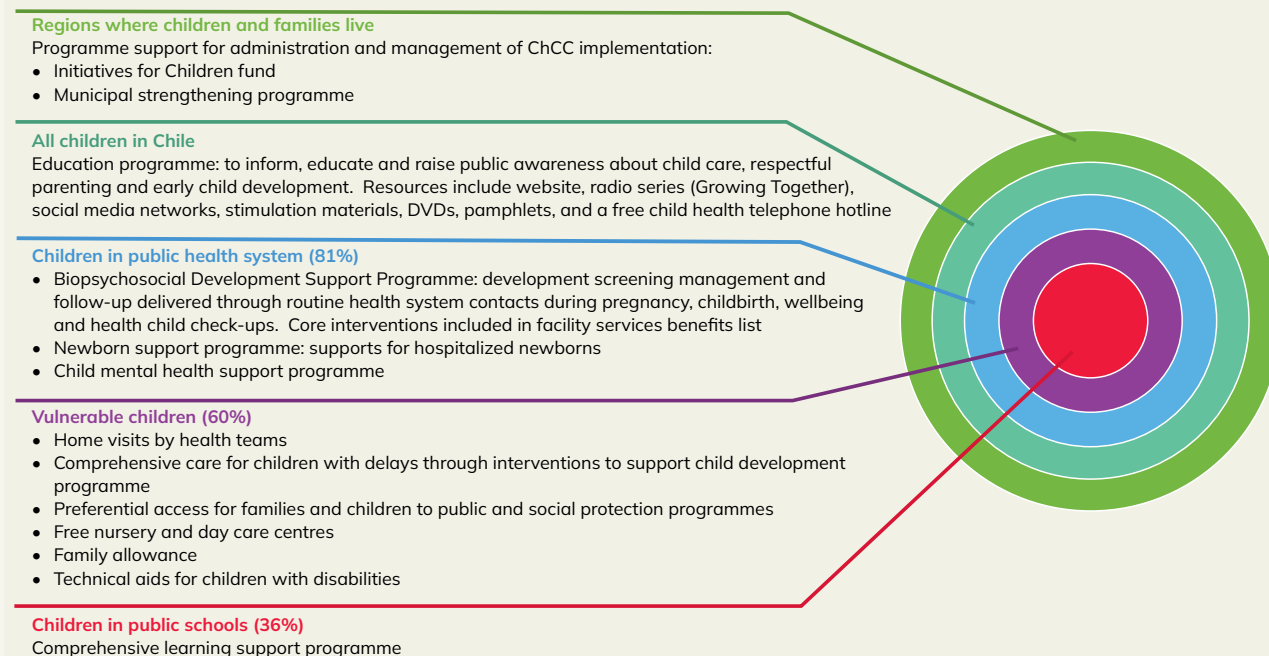 Regions where children and families live
Programme support for administration and management of ChCC implementation:
• Initiatives for Children fund
• Municipal strengthening programme
All children in Chile
Education programme: to inform, educate and raise public awareness about child care, respectful
parenting and early child development.  Resources include website, radio series (Growing Together),
social media networks, stimulation materials, DVDs, pamphlets, and a free child health telephone hotline
Children in public health system (81%)
• Biopsychosocial Development Support Programme: development screening management and
follow-up delivered through routine health system contacts during pregnancy, childbirth, wellbeing
and health child check-ups.  Core interventions included in facility services benefits list
• Newborn support programme: supports for hospitalized newborns
• Child mental health support programme
Vulnerable children (60%)
• Home visits by health teams
• Comprehensive care for children with delays through interventions to support child development
programme
• Preferential access for families and children to public and social protection programmes
• Free nursery and day care centres
• Family allowance
• Technical aids for children with disabilities
Children in public schools (36%)
Comprehensive learning support programme